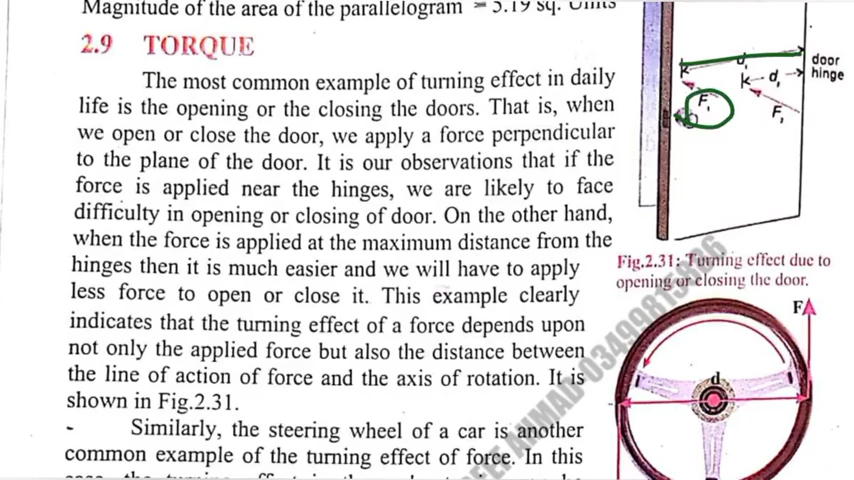 Magnitude of the area of the parallelogram = 5.19 sq. Units
2.9 TORQUE
The most common example of turning effect in daily
life is the opening or the closing the doors. That is, when
we open or close the door, we apply a force perpendicular
to the plane of the door. It is our observations that if the
force is applied near the hinges, we are likely to face
difficulty in opening or closing of door. On the other hand,
when the force is applied at the maximum distance from the
hinges then it is much easier and we will have to apply
less force to open or close it. This example clearly
indicates that the turning effect of a force depends upon
not only the applied force but also the distance between
the line of action of force and the axis of rotation. It is
shown in Fig.2.31.
Similarly, the steering wheel of a car is another
common example of the turning effect of force. In this
d₁
d₁
door
hinge
F₁
F₁
Fig.2.31: Turning effect due to
opening or closing the door.
F
d